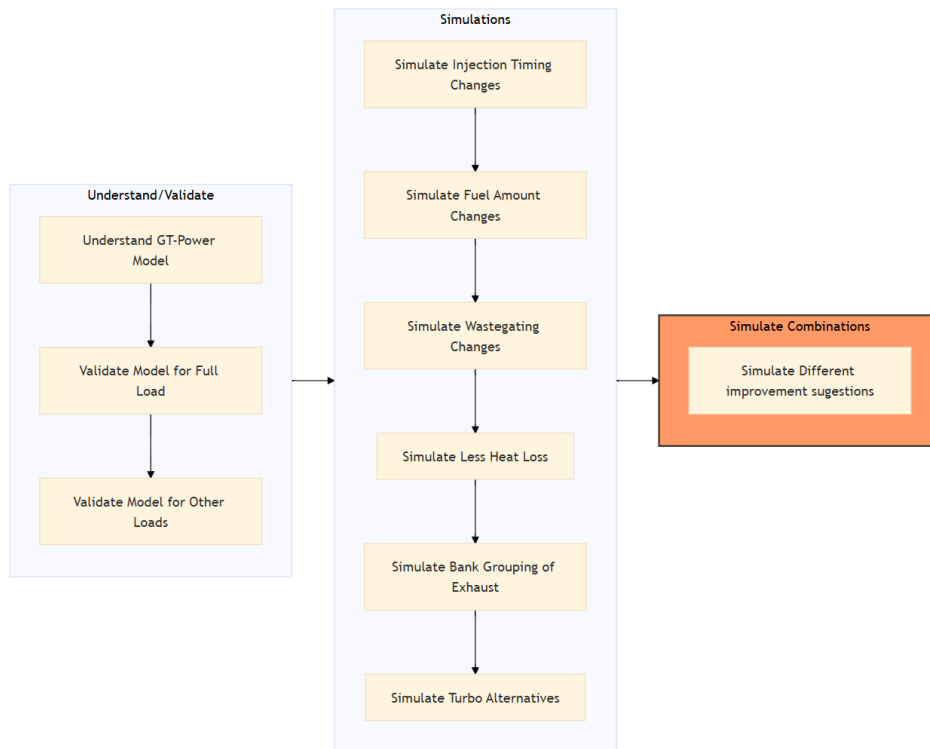 Understand/Validate
Understand GT-Power
Model
Validate Model for Full
Load
Validate Model for Other
Loads
Simulations
Simulate Injection Timing
Changes
Simulate Fuel Amount
Changes
Simulate Wastegating
Changes
Simulate Less Heat Loss
Simulate Bank Grouping of
Exhaust
Simulate Turbo Alternatives
Simulate Combinations
Simulate Different
improvement sugestions